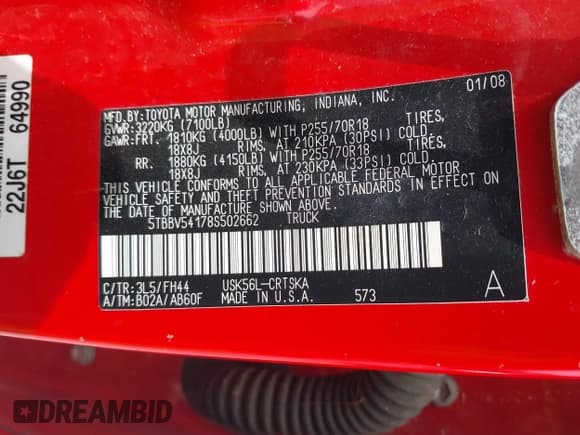 MFD.BY:TOYOTA MOTOR MANUFACTURING, INDIANA, INC. 01/08
GVWR:3220KG (7100LB)
GAWR:FRT. 1810KG (4000LB) WITH P255/70R18 TIRES,
18X8J RIMS, AT 210KPA (30PSI) COLD.
RR. 1880KG (4150LB) WITH P255/70R18 TIRES,
18X8J RIMS, AT 230KPA (33PSI) COLD.
THIS VEHICLE CONFORMS TO ALL APPLICABLE FEDERAL MOTOR
VEHICLE SAFETY AND THEFT PREVENTION STANDARDS IN EFFECT ON
THE DATE OF MANUFACTURE SHOWN ABOVE.
5TBBV54178S502662 TRUCK
C/TR:3L5/FH44 USK56L-CRTSKA
A/TM:B02A/AB60F MADE IN U.S.A. 573 A
22J6T 64990
DREAMBID